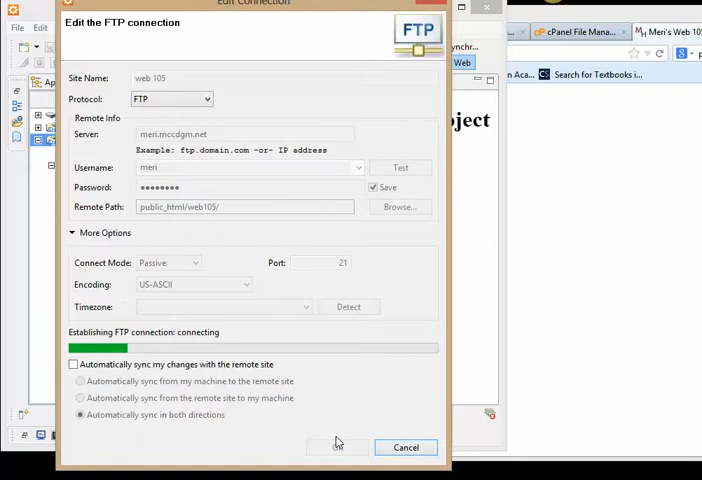 Edit Connection
File
Edit the FTP connection
FTP
cPanel File Mana...
Meri's Web 105
Site Name: web 105
Web
Protocol: FTP
Search for Textbooks i...
Remote Info
Server: meri.mccdgm.net
Example: ftp.domain.com -or- IP address
Username: meri
Test
Password: ••••••••
Save
Remote Path: public_html/web105/
Browse...
More Options
Connect Mode: Passive
Port: 21
Encoding: US-ASCII
Timezone:
Detect
Establishing FTP connection: connecting
Automatically sync my changes with the remote site
Automatically sync from my machine to the remote site
Automatically sync from the remote site to my machine
Automatically sync in both directions
Cancel